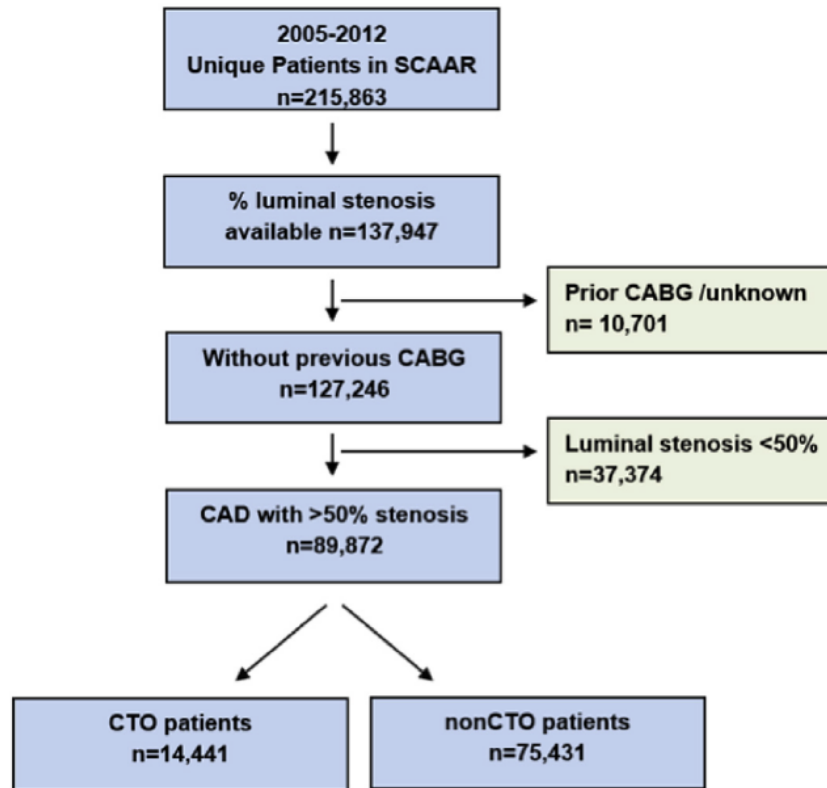 2005-2012
Unique Patients in SCAAR
n=215,863
% luminal stenosis
available n=137,947
Prior CABG /unknown
n= 10,701
Without previous CABG
n=127,246
Luminal stenosis <50%
n=37,374
CAD with >50% stenosis
n=89,872
CTO patients
n=14,441
nonCTO patients
n=75,431